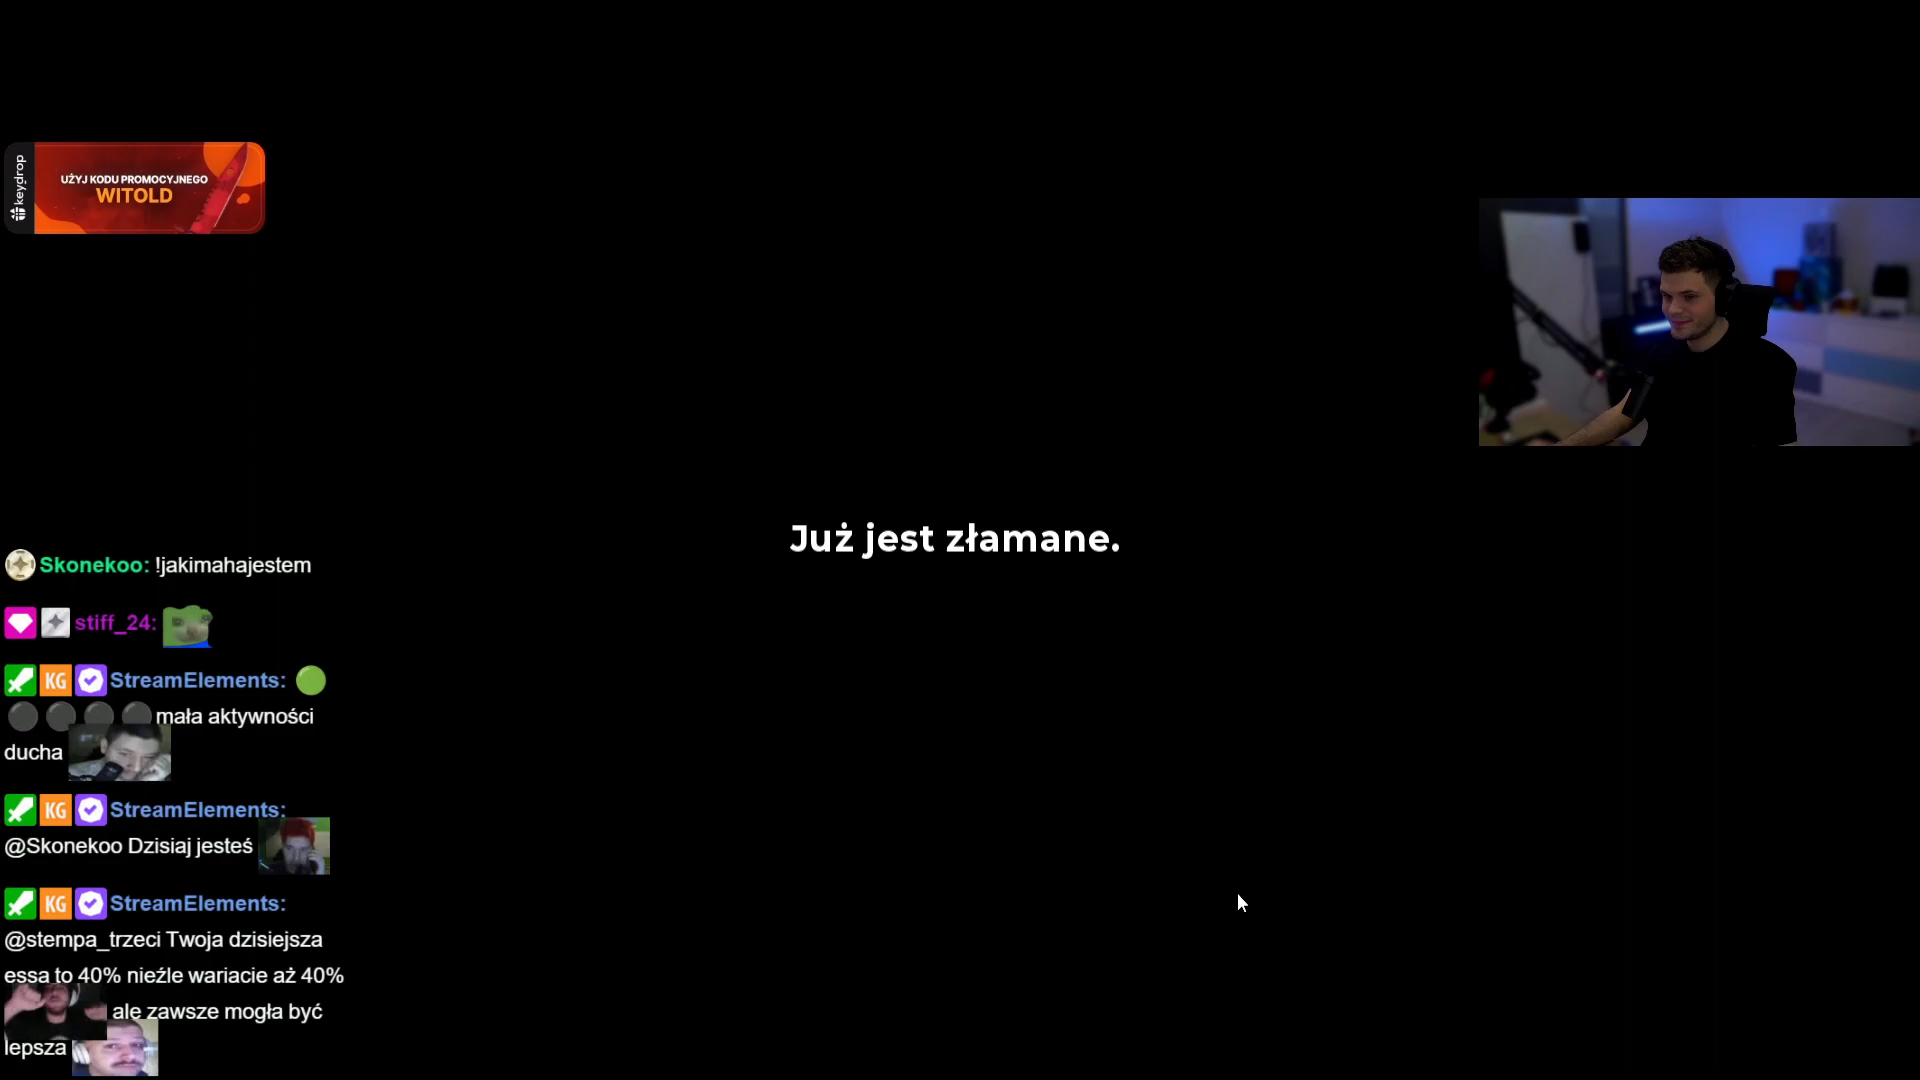 keydrop
UŻYJ KODU PROMOCYJNEGO
WITOLD
Już jest złamane.
Skonekoo: !jakimahajestem
stiff_24:
KG StreamElements:
mała aktywności
ducha
KG StreamElements:
@Skonekoo Dzisiaj jesteś
KG StreamElements:
@stempa_trzeci Twoja dzisiejsza
essa to 40% nieźle wariacie aż 40%
ale zawsze mogła być
lepsza